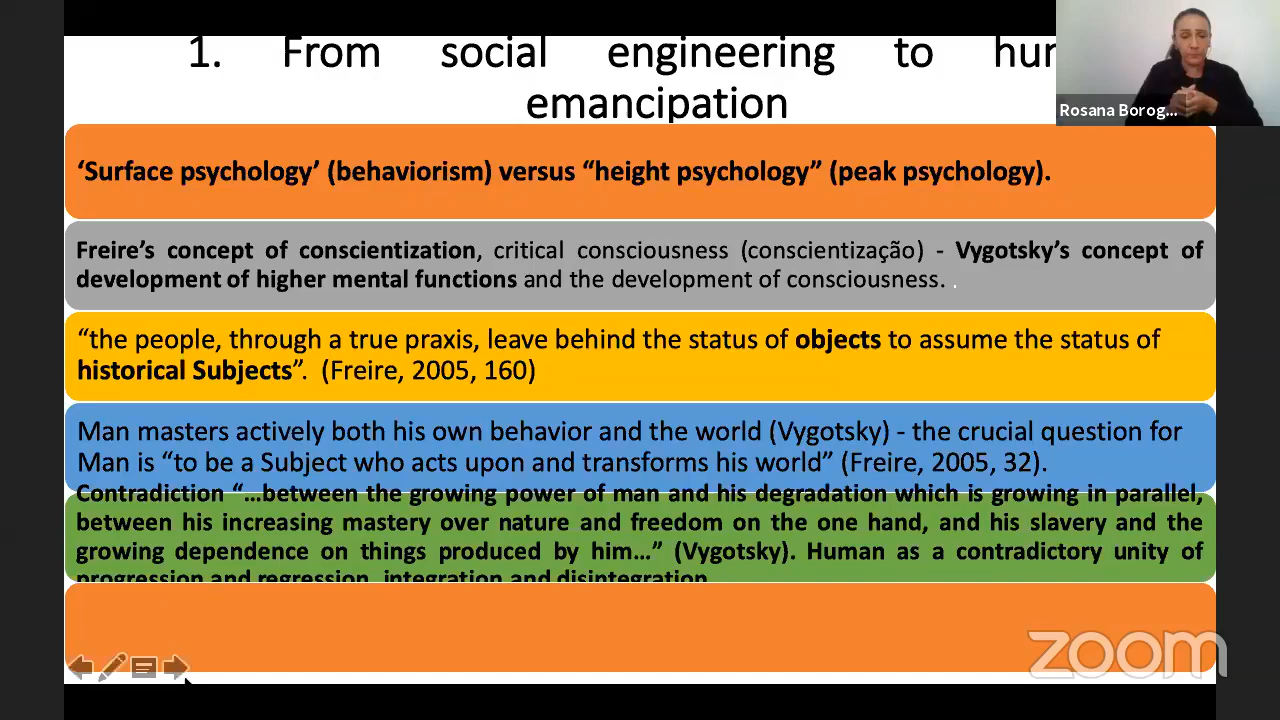 1. From social engineering to hum
emancipation
Rosana Borog...
‘Surface psychology’ (behaviorism) versus “height psychology” (peak psychology).
Freire’s concept of conscientization, critical consciousness (conscientização) - Vygotsky’s concept of
development of higher mental functions and the development of consciousness. .
“the people, through a true praxis, leave behind the status of objects to assume the status of
historical Subjects”. (Freire, 2005, 160)
Man masters actively both his own behavior and the world (Vygotsky) - the crucial question for
Man is “to be a Subject who acts upon and transforms his world” (Freire, 2005, 32).
Contradiction “…between the growing power of man and his degradation which is growing in parallel,
between his increasing mastery over nature and freedom on the one hand, and his slavery and the
growing dependence on things produced by him…” (Vygotsky). Human as a contradictory unity of
progression and regression, integration and disintegration.
zoom